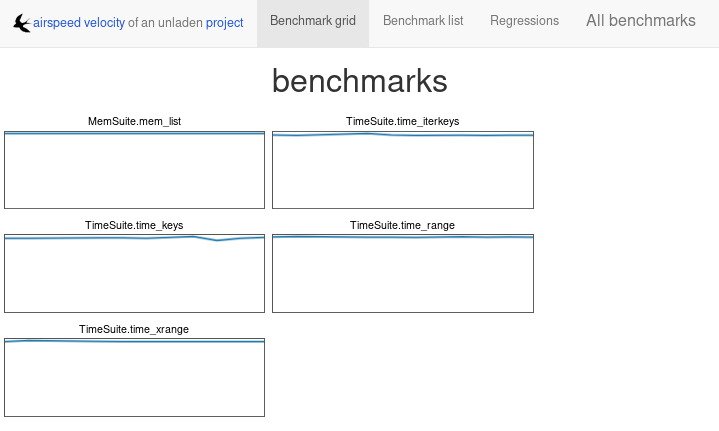 airspeed velocity of an unladen project Benchmark grid Benchmark list Regressions All benchmarks
benchmarks
MemSuite.mem_list TimeSuite.time_iterkeys
TimeSuite.time_keys TimeSuite.time_range
TimeSuite.time_xrange